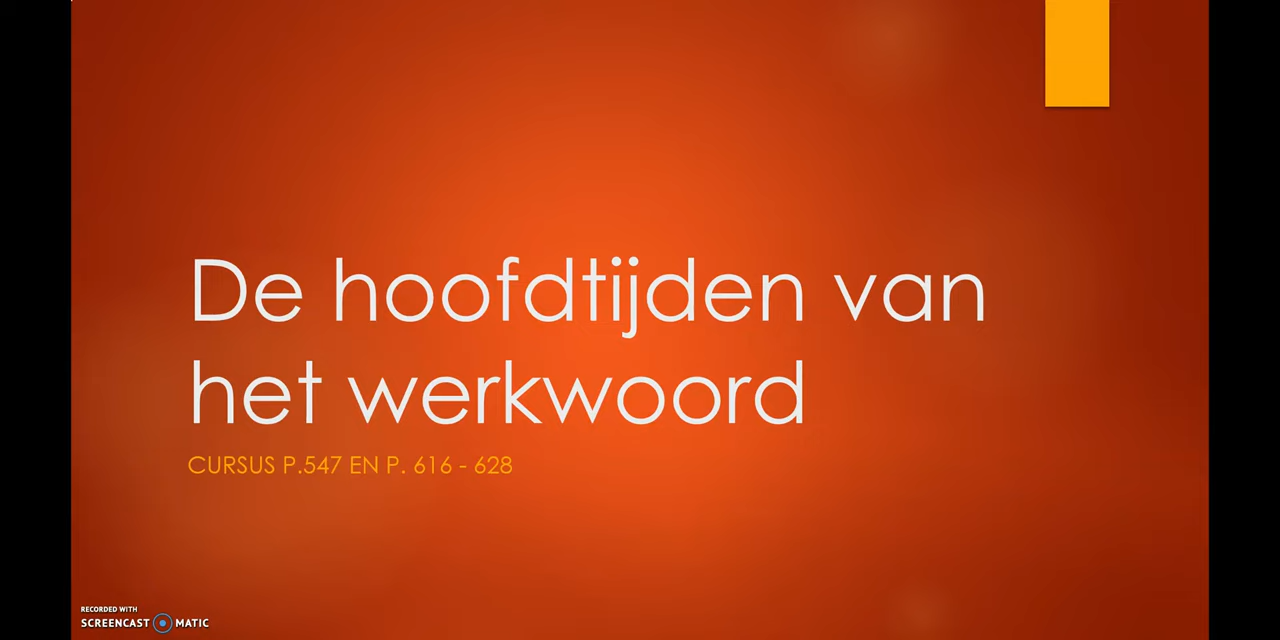 De hoofdtijden van
het werkwoord
CURSUS P.547 EN P. 616 - 628
RECORDED WITH
SCREENCAST MATIC